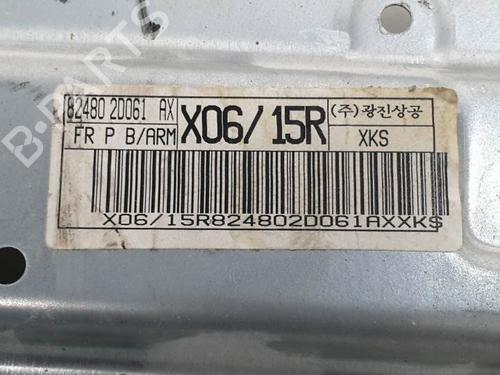 82480 2D061 AX
FR P B/ARM
X06/15R
(주)광진상공
XKS
X06/15R824802D061AXXKS
B-PARTS